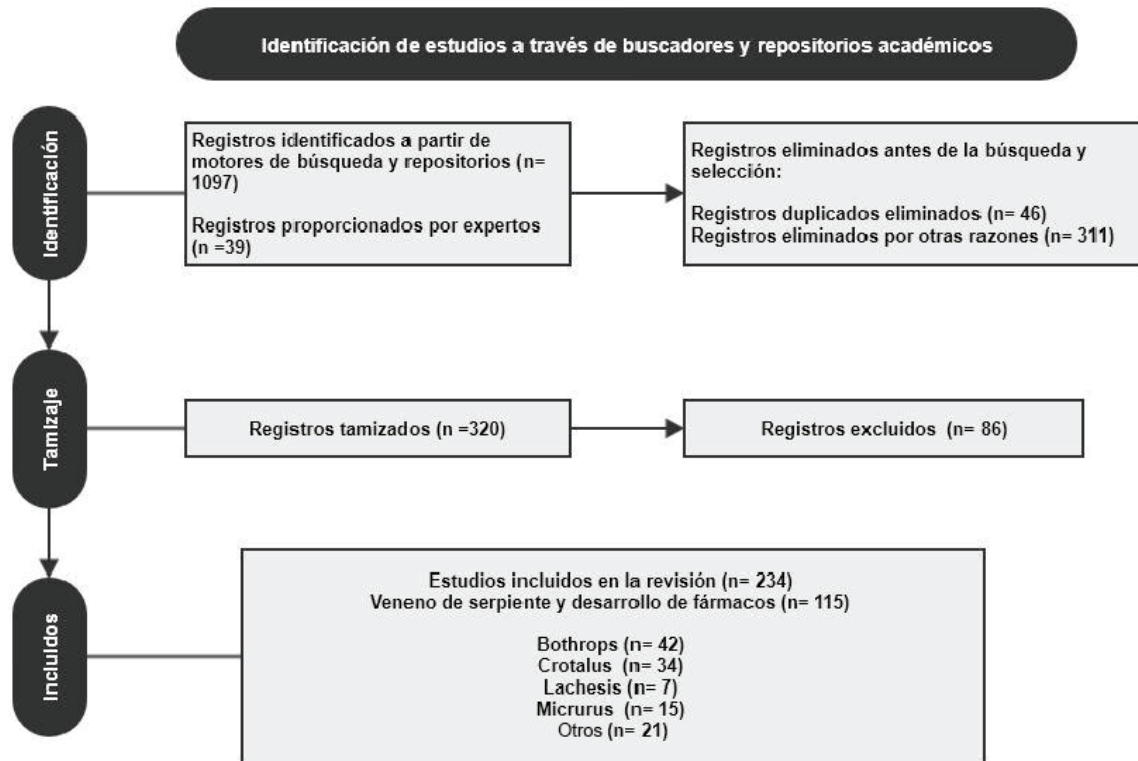 Identificación de estudios a través de buscadores y repositorios académicos
Identificación
Registros identificados a partir de
motores de búsqueda y repositorios (n=
1097)
Registros proporcionados por expertos
(n =39)
Registros eliminados antes de la búsqueda y
selección:
Registros duplicados eliminados (n= 46)
Registros eliminados por otras razones (n= 311)
Tamizaje
Registros tamizados (n =320)
Registros excluidos (n= 86)
Incluidos
Estudios incluidos en la revisión (n= 234)
Veneno de serpiente y desarrollo de fármacos (n= 115)
Bothrops (n= 42)
Crotalus (n= 34)
Lachesis (n= 7)
Micrurus (n= 15)
Otros (n= 21)